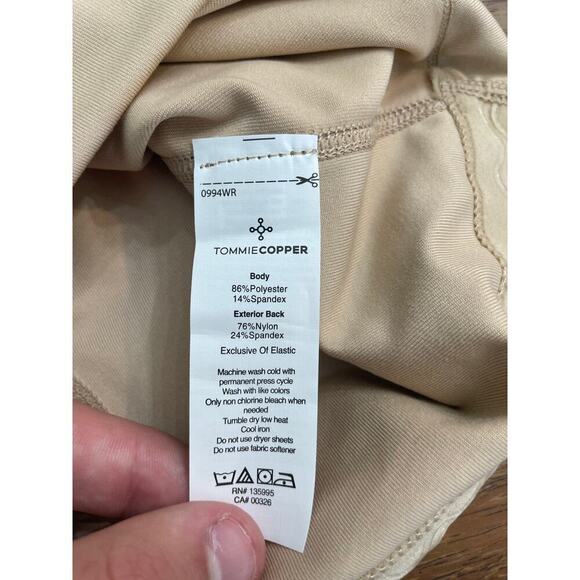 0994WR
TOMMIECOPPER
Body
86%Polyester
14%Spandex
Exterior Back
76%Nylon
24%Spandex
Exclusive Of Elastic
Machine wash cold with
permanent press cycle
Wash with like colors
Only non chlorine bleach when
needed
Tumble dry low heat
Cool iron
Do not use dryer sheets
Do not use fabric softener
RN# 135995
CA# 00326